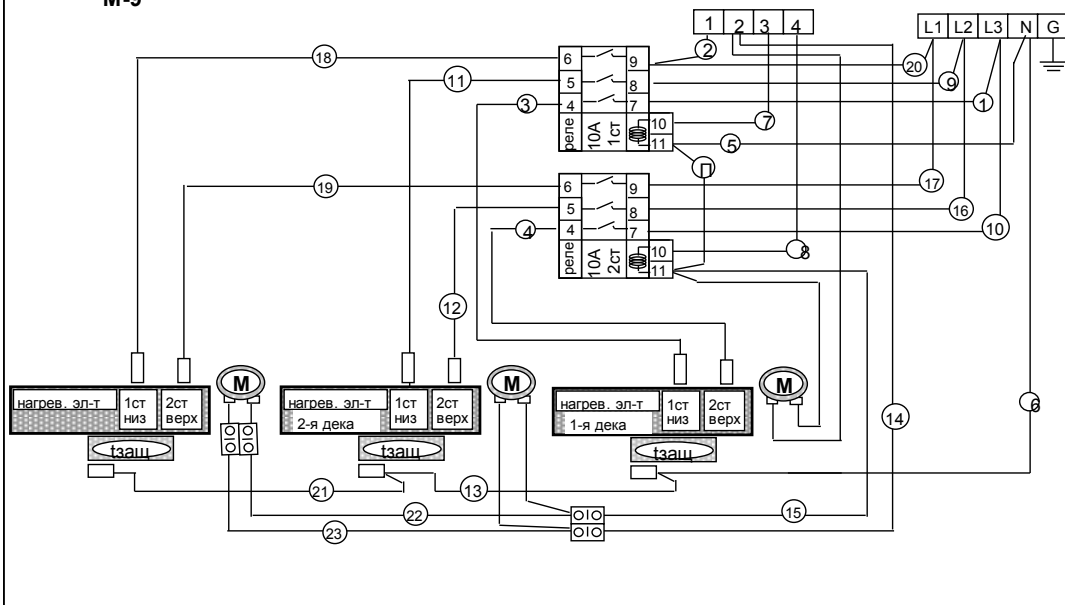 М-9
1 2 3 4
L1 L2 L3 N G
2
18
6 9
20
11
5 8
9
3
4 7
1
реле 10А 1ст 10
11
7
5
П
19
6 9
17
5 8
16
4
4 7
10
реле 10А 2ст 10
11
8
12
М М М
нагрев. эл-т 1ст низ 2ст верх
нагрев. эл-т 1ст низ 2ст верх
2-я дека
нагрев. эл-т 1ст низ 2ст верх
1-я дека
14
6
tзащ tзащ tзащ
21
13
22
15
23